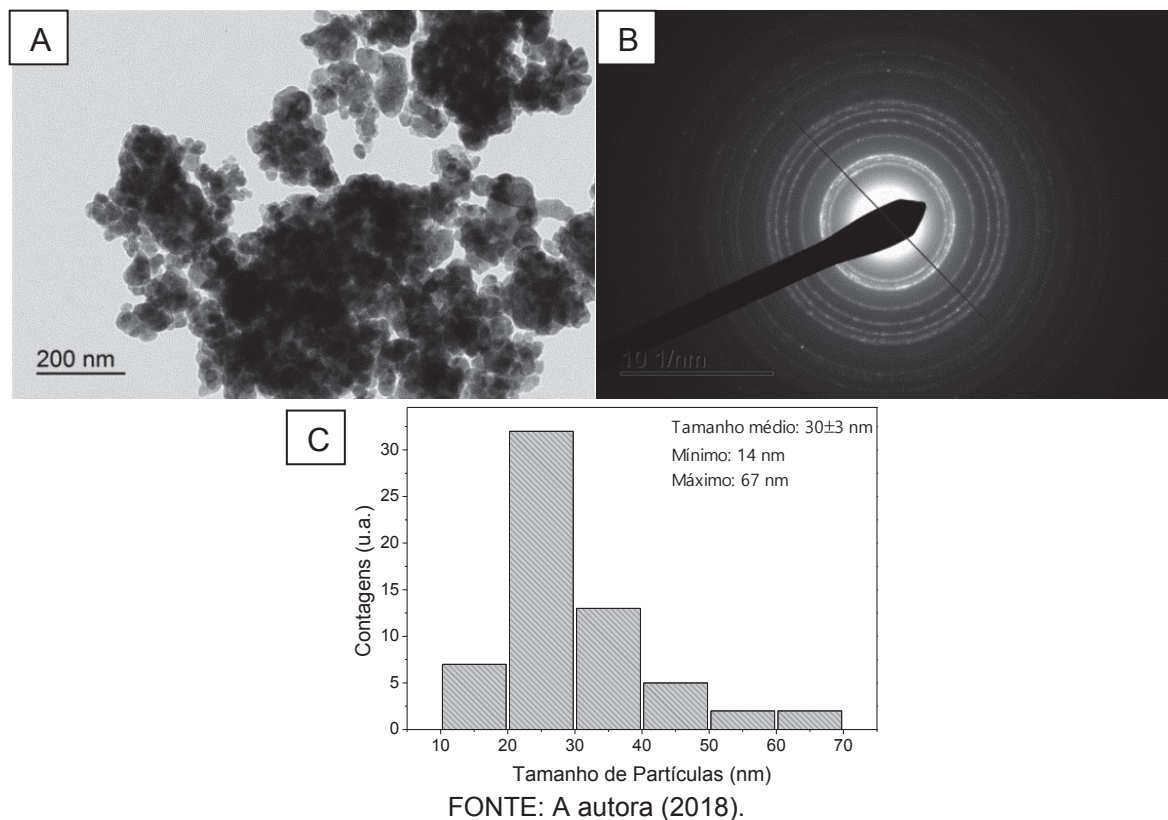 A
B
200 nm
10 1/nm
C
Tamanho médio: 30±3 nm
Mínimo: 14 nm
Máximo: 67 nm
Contagens (u.a.)
30
25
20
15
10
5
0
10 20 30 40 50 60 70
Tamanho de Partículas (nm)
FONTE: A autora (2018).